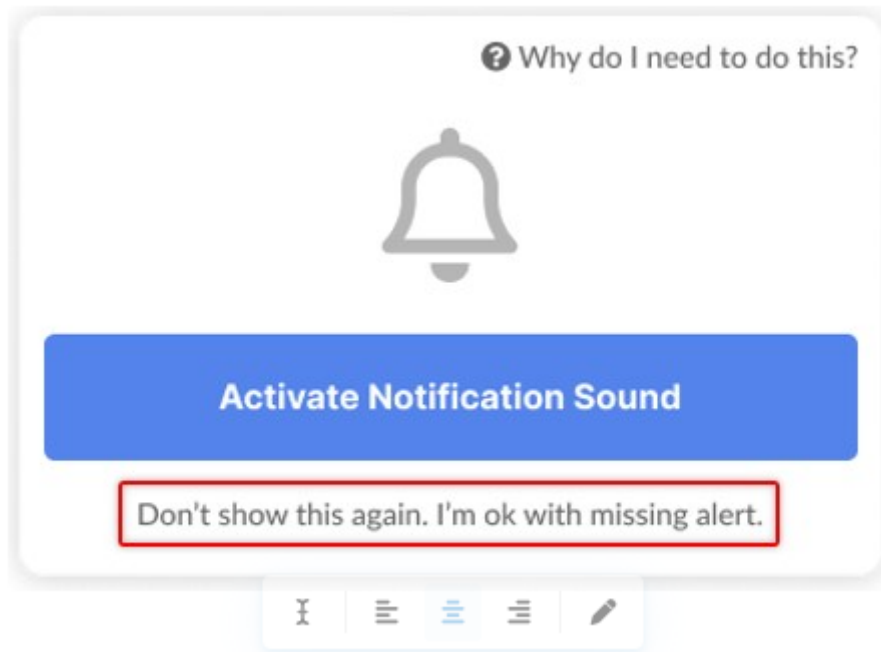 Why do I need to do this?
Activate Notification Sound
Don't show this again. I'm ok with missing alert.